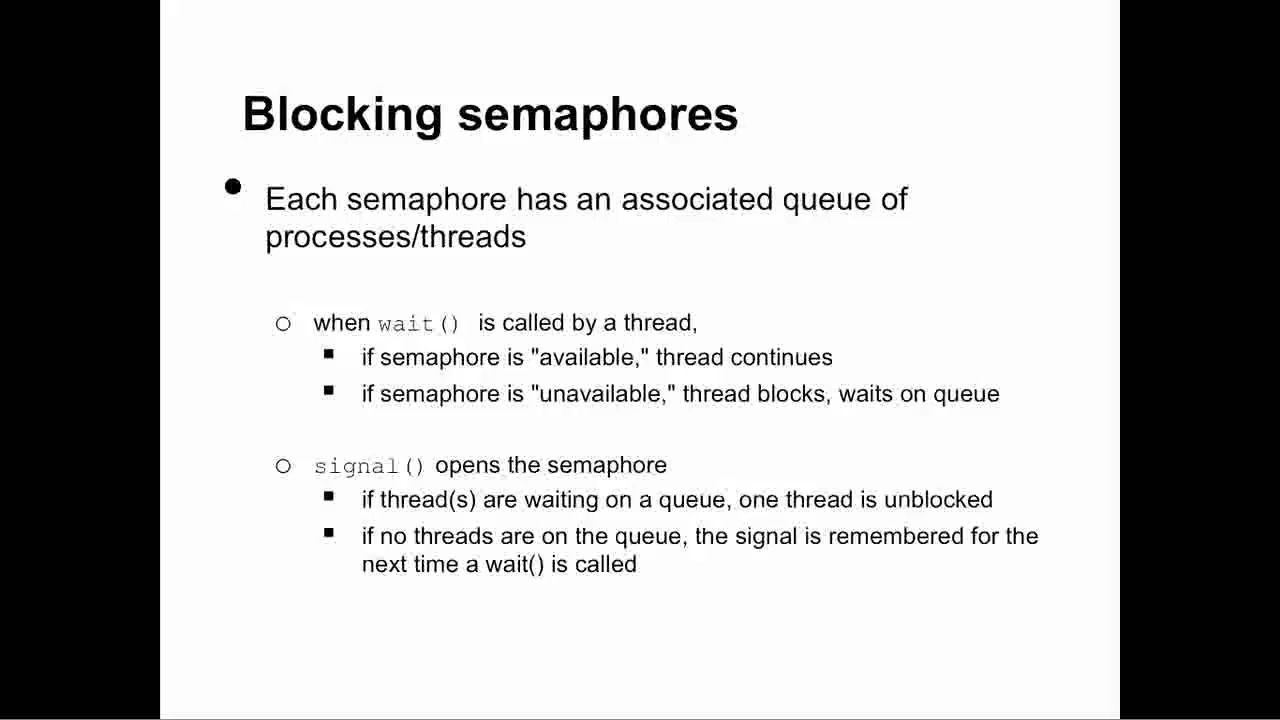 Blocking semaphores
• Each semaphore has an associated queue of
processes/threads
○ when wait() is called by a thread,
▪ if semaphore is "available," thread continues
▪ if semaphore is "unavailable," thread blocks, waits on queue
○ signal() opens the semaphore
▪ if thread(s) are waiting on a queue, one thread is unblocked
▪ if no threads are on the queue, the signal is remembered for the
next time a wait() is called